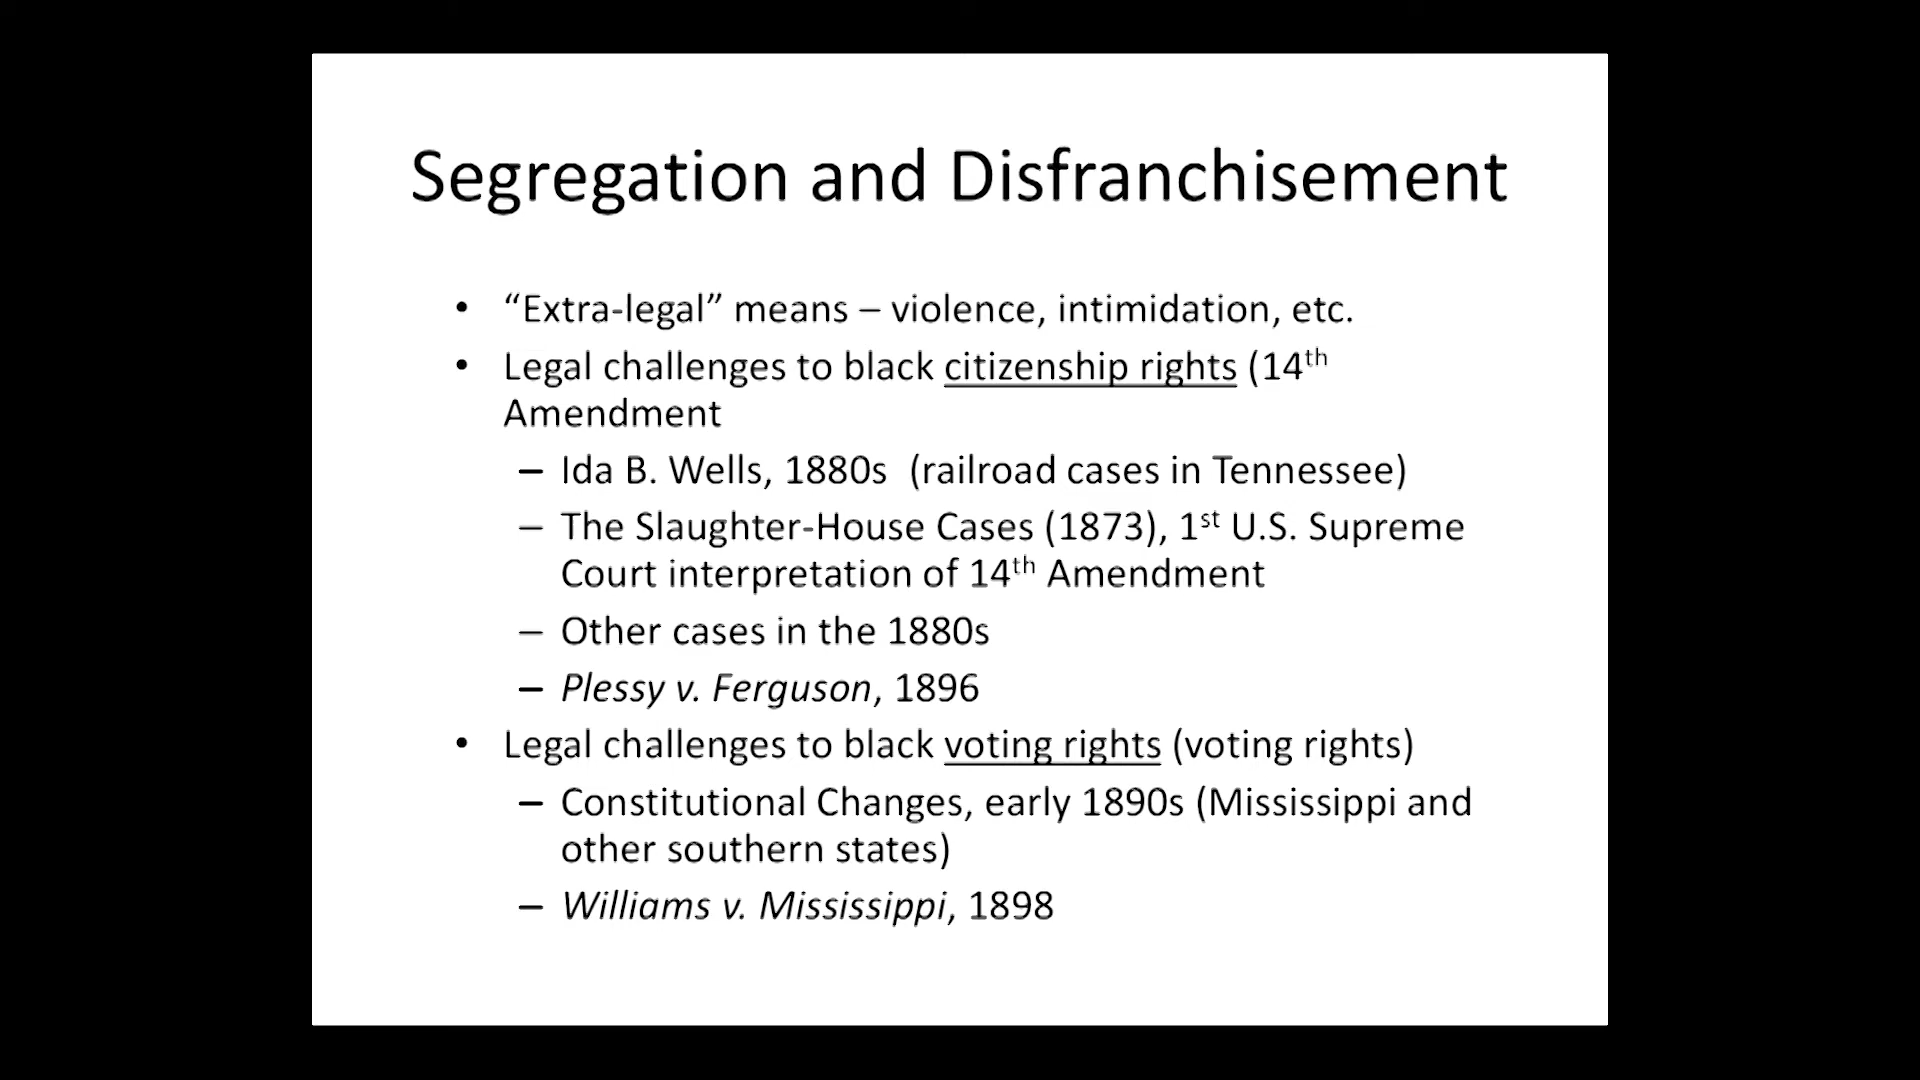 Segregation and Disfranchisement
• “Extra-legal” means – violence, intimidation, etc.
• Legal challenges to black citizenship rights (14th
Amendment
– Ida B. Wells, 1880s  (railroad cases in Tennessee)
– The Slaughter-House Cases (1873), 1st U.S. Supreme
Court interpretation of 14th Amendment
– Other cases in the 1880s
– Plessy v. Ferguson, 1896
• Legal challenges to black voting rights (voting rights)
– Constitutional Changes, early 1890s (Mississippi and
other southern states)
– Williams v. Mississippi, 1898